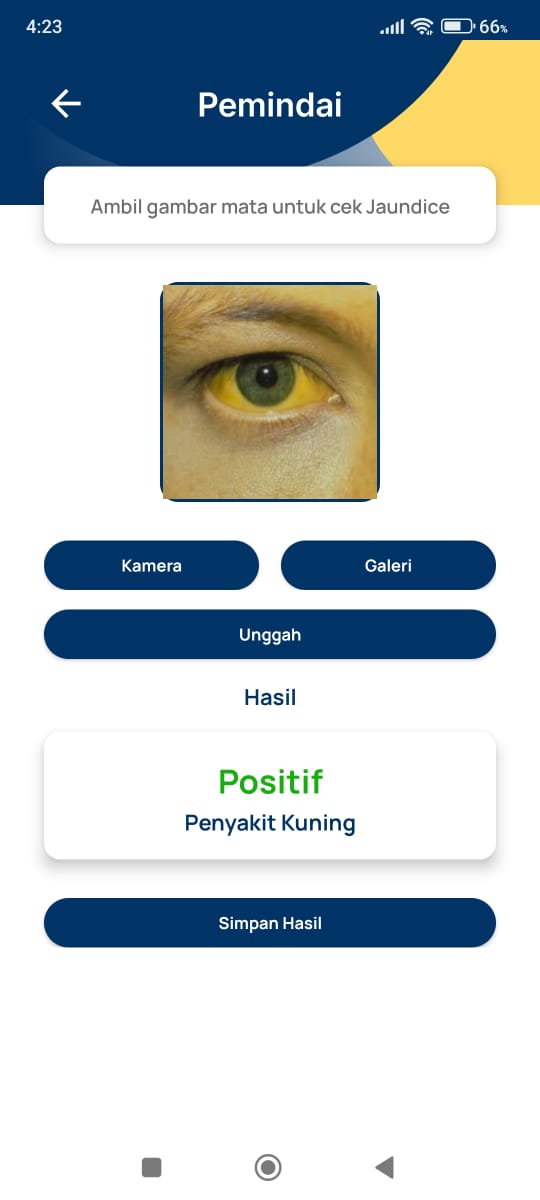 4:23
66%
Pemindai
Ambil gambar mata untuk cek Jaundice
Kamera
Galeri
Unggah
Hasil
Positif
Penyakit Kuning
Simpan Hasil